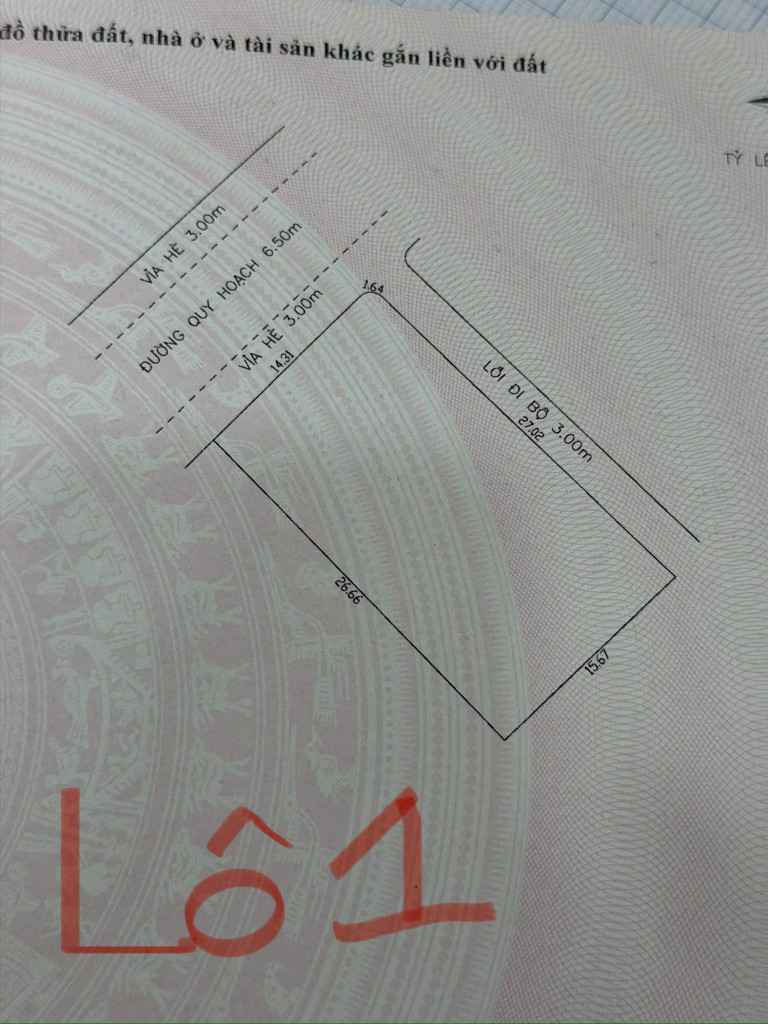 đồ thửa đất, nhà ở và tài sản khác gắn liền với đất
TỶ LỆ
VỈA HÈ 3.00m
ĐƯỜNG QUY HOẠCH 6.50m
VỈA HÈ 3.00m
1.64
14.31
LỐI ĐI BỘ 3.00m
27.02
26.66
15.67
Lô 1